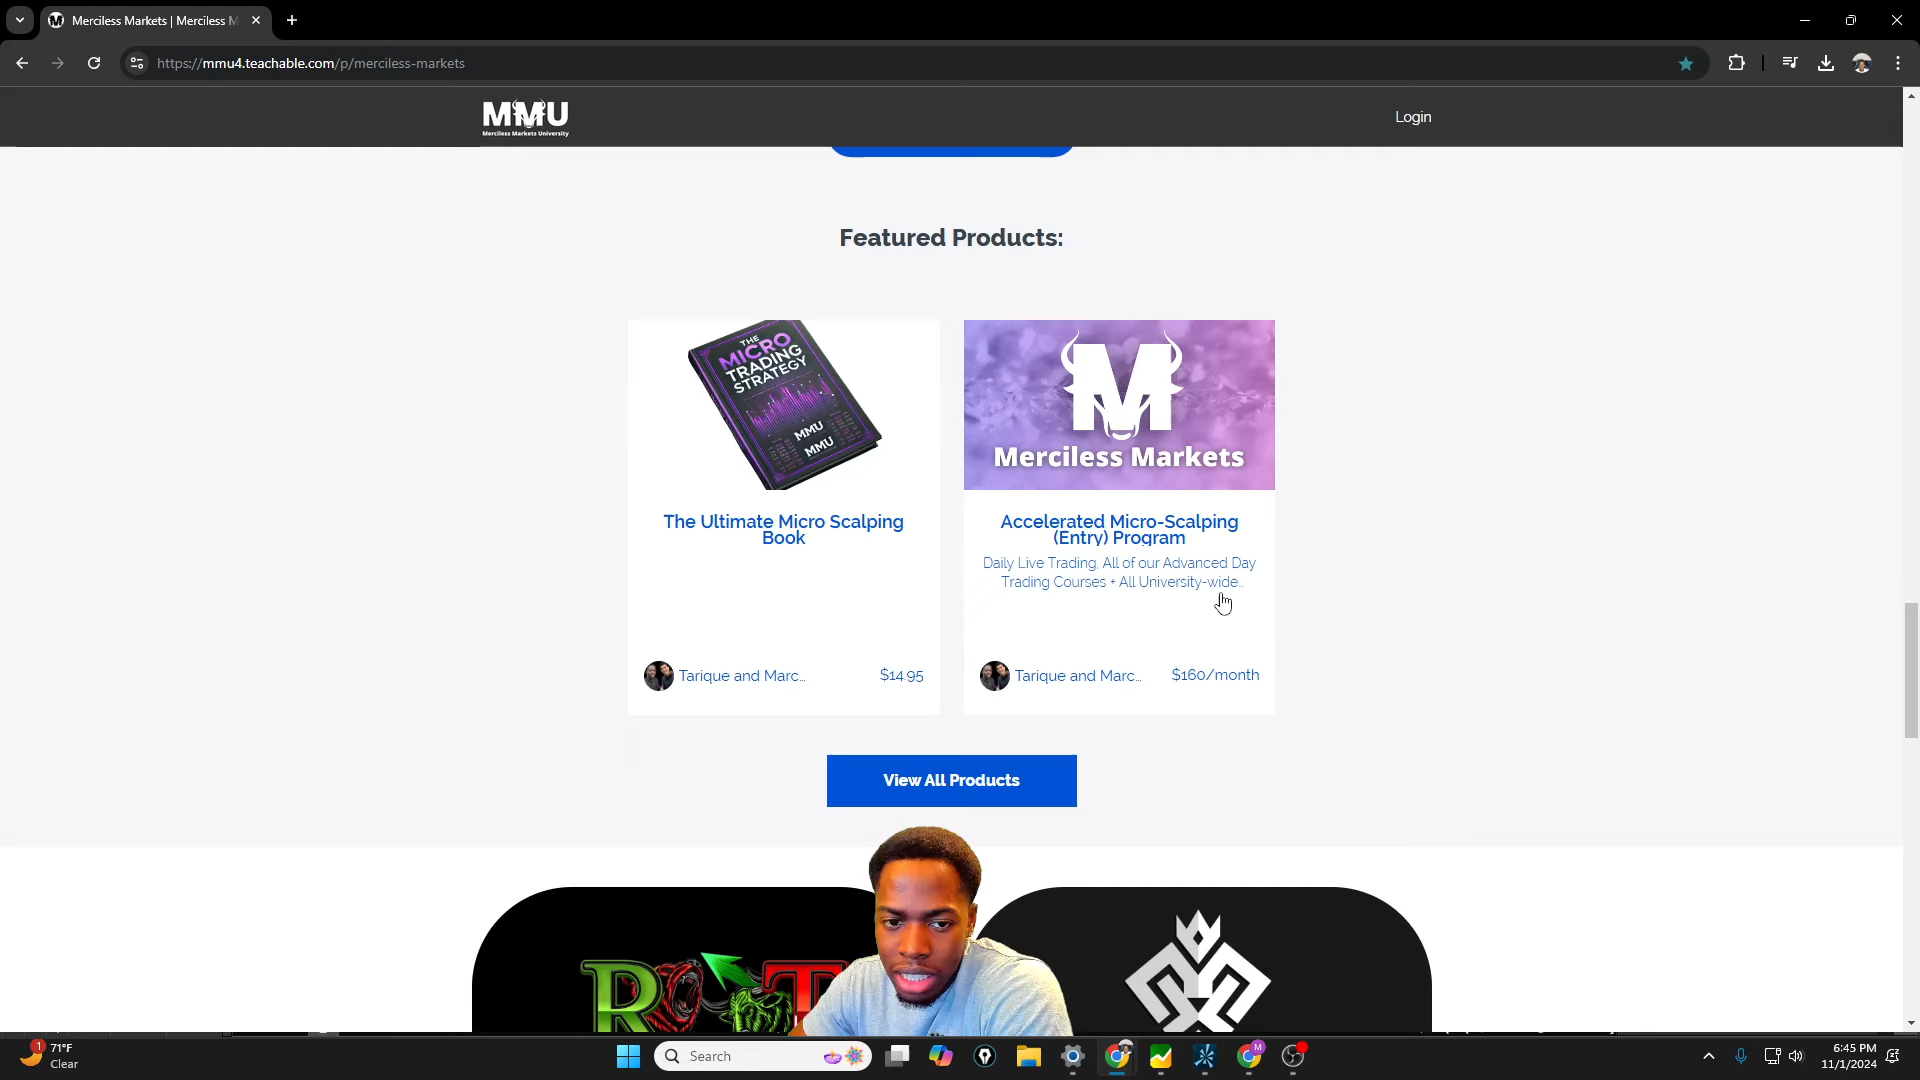 Merciless Markets | Merciless M
https://mmu4.teachable.com/p/merciless-markets
MMU
Merciless Markets University
Login
Featured Products:
THE
MICRO
TRADING
STRATEGY
MMU
MMU
M
Merciless Markets
The Ultimate Micro Scalping
Book
Accelerated Micro-Scalping
(Entry) Program
Daily Live Trading, All of our Advanced Day
Trading Courses + All University-wide...
Tarique and Marc...
$14.95
Tarique and Marc...
$160/month
View All Products
R
T
1
71°F
Clear
Search
M
6:45 PM
11/1/2024